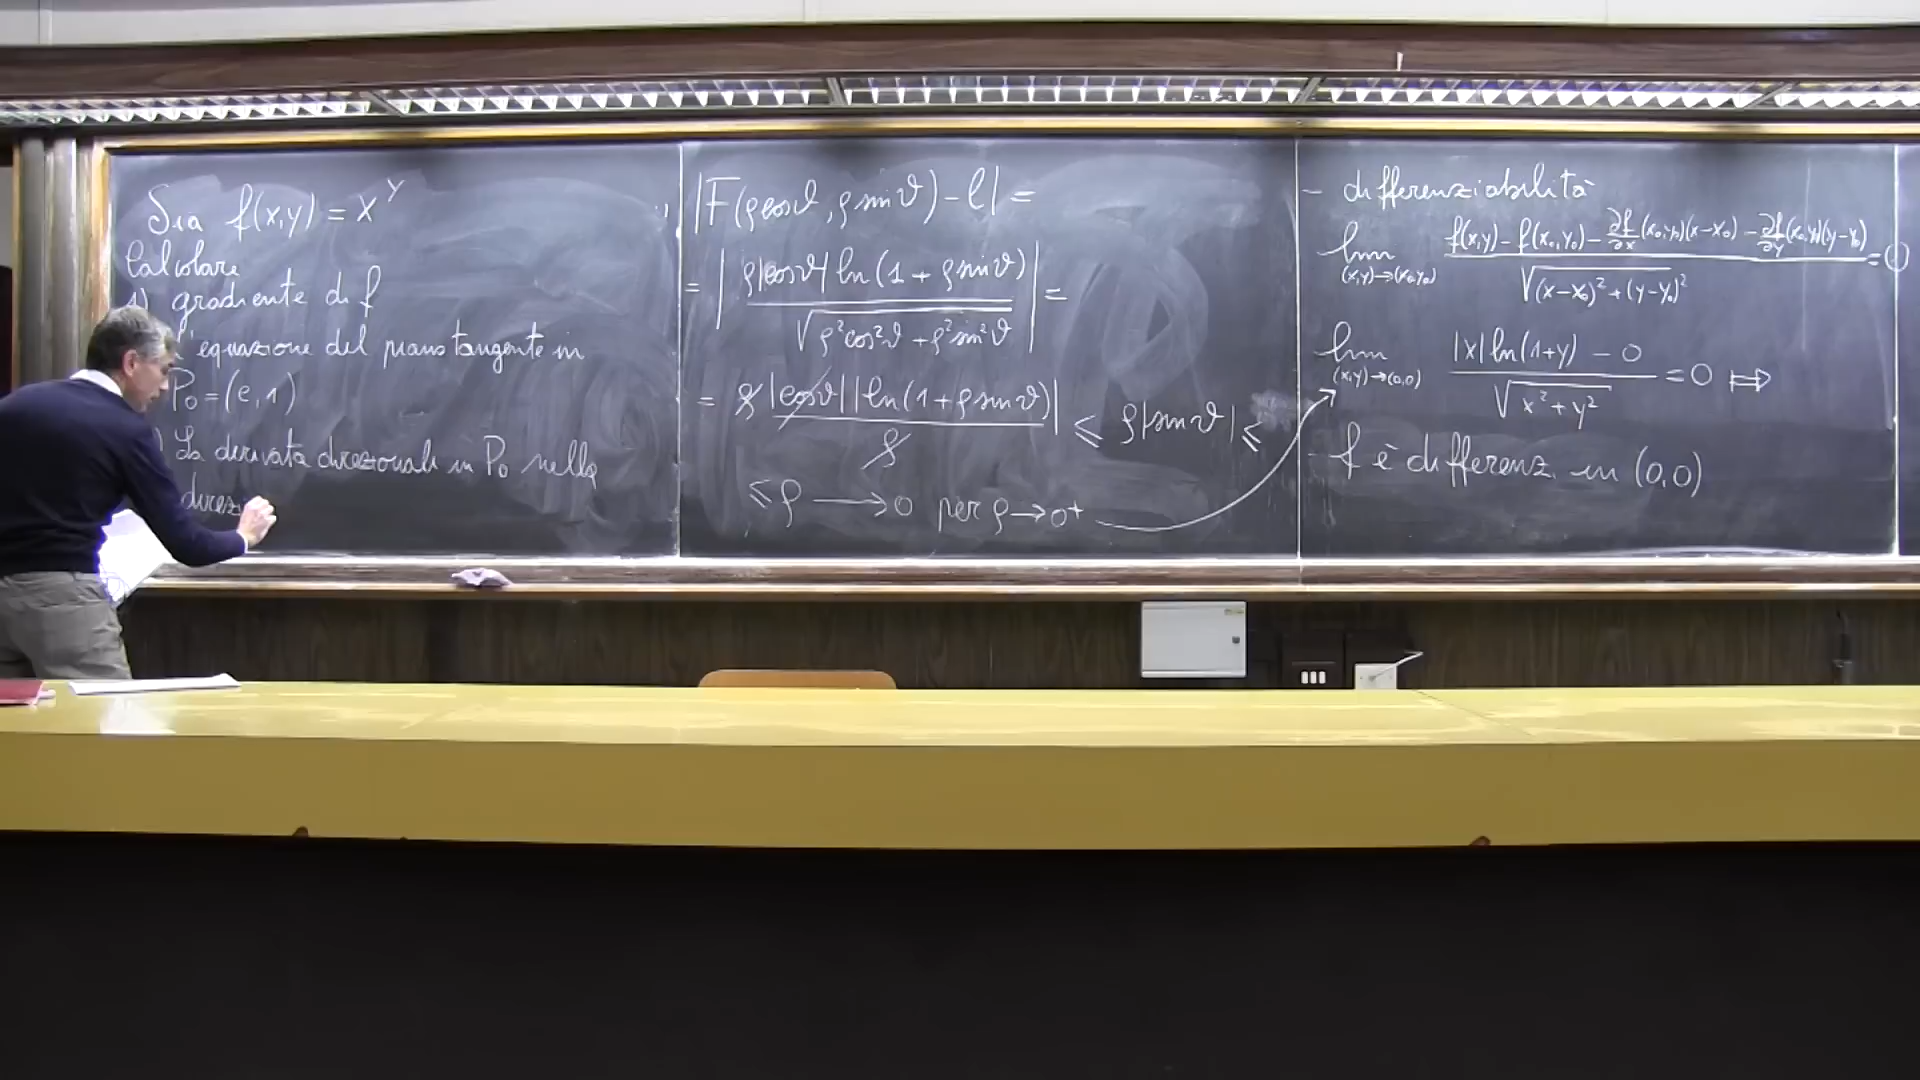 Sia f(x,y) = x^y
Calcolare
1) gradiente di f
l'equazione del piano tangente in
P₀ = (e,1)
) La derivata direzionale in P₀ nella
direzi
|F(ρcosϑ, ρsinϑ) - l| =
= | ρ|cosϑ| ln(1 + ρsinϑ) / √(ρ²cos²ϑ + ρ²sin²ϑ) | =
= ρ|cosϑ| |ln(1+ρsinϑ)| / ρ ≤ ρ|sinϑ| ≤
≤ ρ → 0 per ρ → 0⁺
- differenziabilità
lim (x,y)→(x₀,y₀) f(x,y) - f(x₀,y₀) - ∂f/∂x (x₀,y₀)(x-x₀) - ∂f/∂y (x₀,y₀)(y-y₀) / √((x-x₀)² + (y-y₀)²) = 0
lim (x,y)→(0,0) |x| ln(1+y) - 0 / √(x²+y²) = 0 ⇒
- f è differenz. in (0,0)